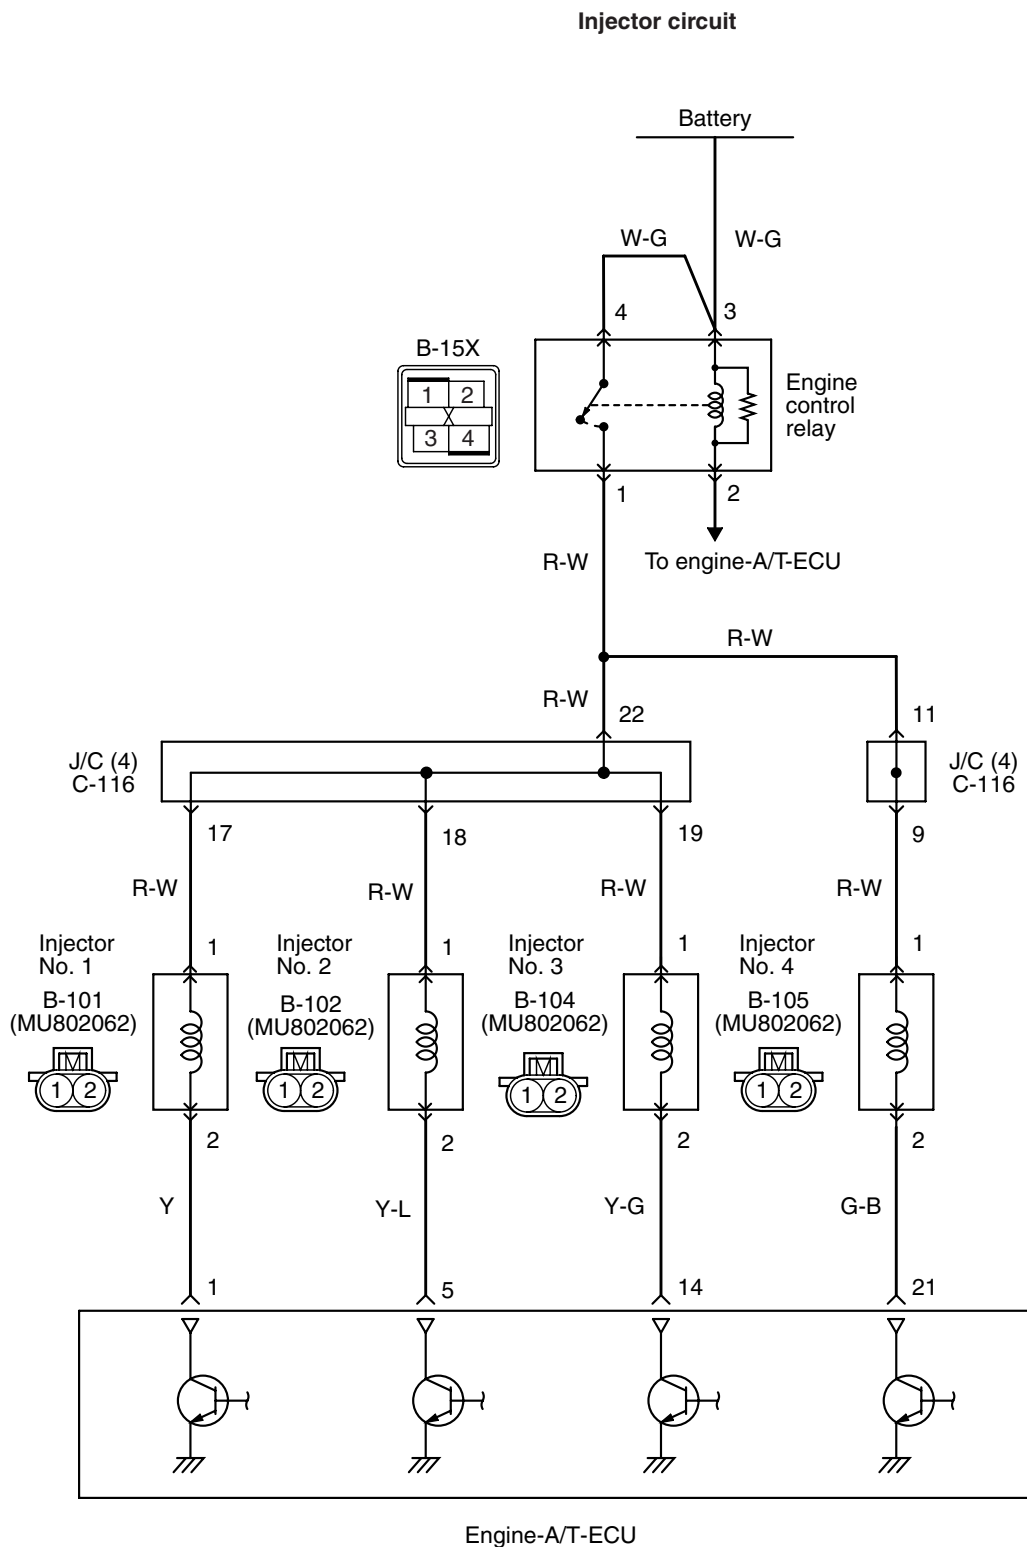 Injector circuit
Battery
W-G W-G
4 3
B-15X
1 2
X
3 4
Engine
control
relay
1 2
R-W
To engine-A/T-ECU
R-W
R-W
22 11
J/C (4)
C-116
J/C (4)
C-116
17 18 19 9
R-W R-W R-W R-W
Injector
No. 1
1
B-101
(MU802062)
1 2
Injector
No. 2
1
B-102
(MU802062)
1 2
Injector
No. 3
1
B-104
(MU802062)
1 2
Injector
No. 4
1
B-105
(MU802062)
1 2
2 2 2 2
Y Y-L Y-G G-B
1 5 14 21
Engine-A/T-ECU